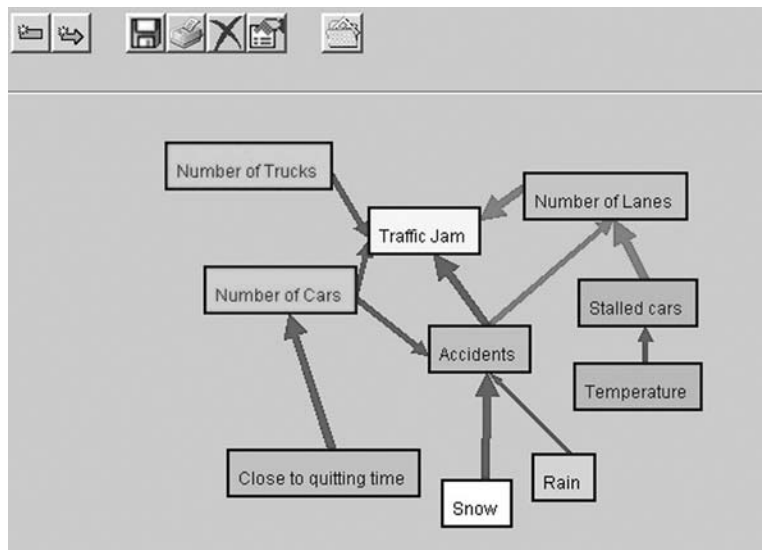 Number of Trucks
Number of Lanes
Traffic Jam
Number of Cars
Stalled cars
Accidents
Temperature
Close to quitting time
Rain
Snow